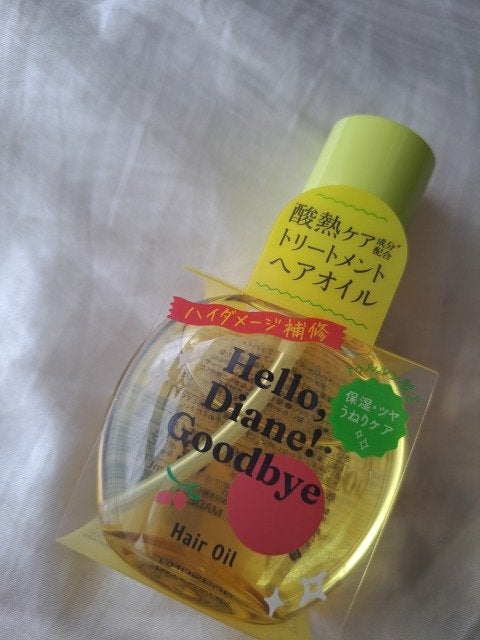 酸熱ケア成分*配合
トリートメント
ヘアオイル
ハイダメージ補修
Hello,
Diane!
Goodbye
保湿・ツヤ
うねりケア
Hair Oil